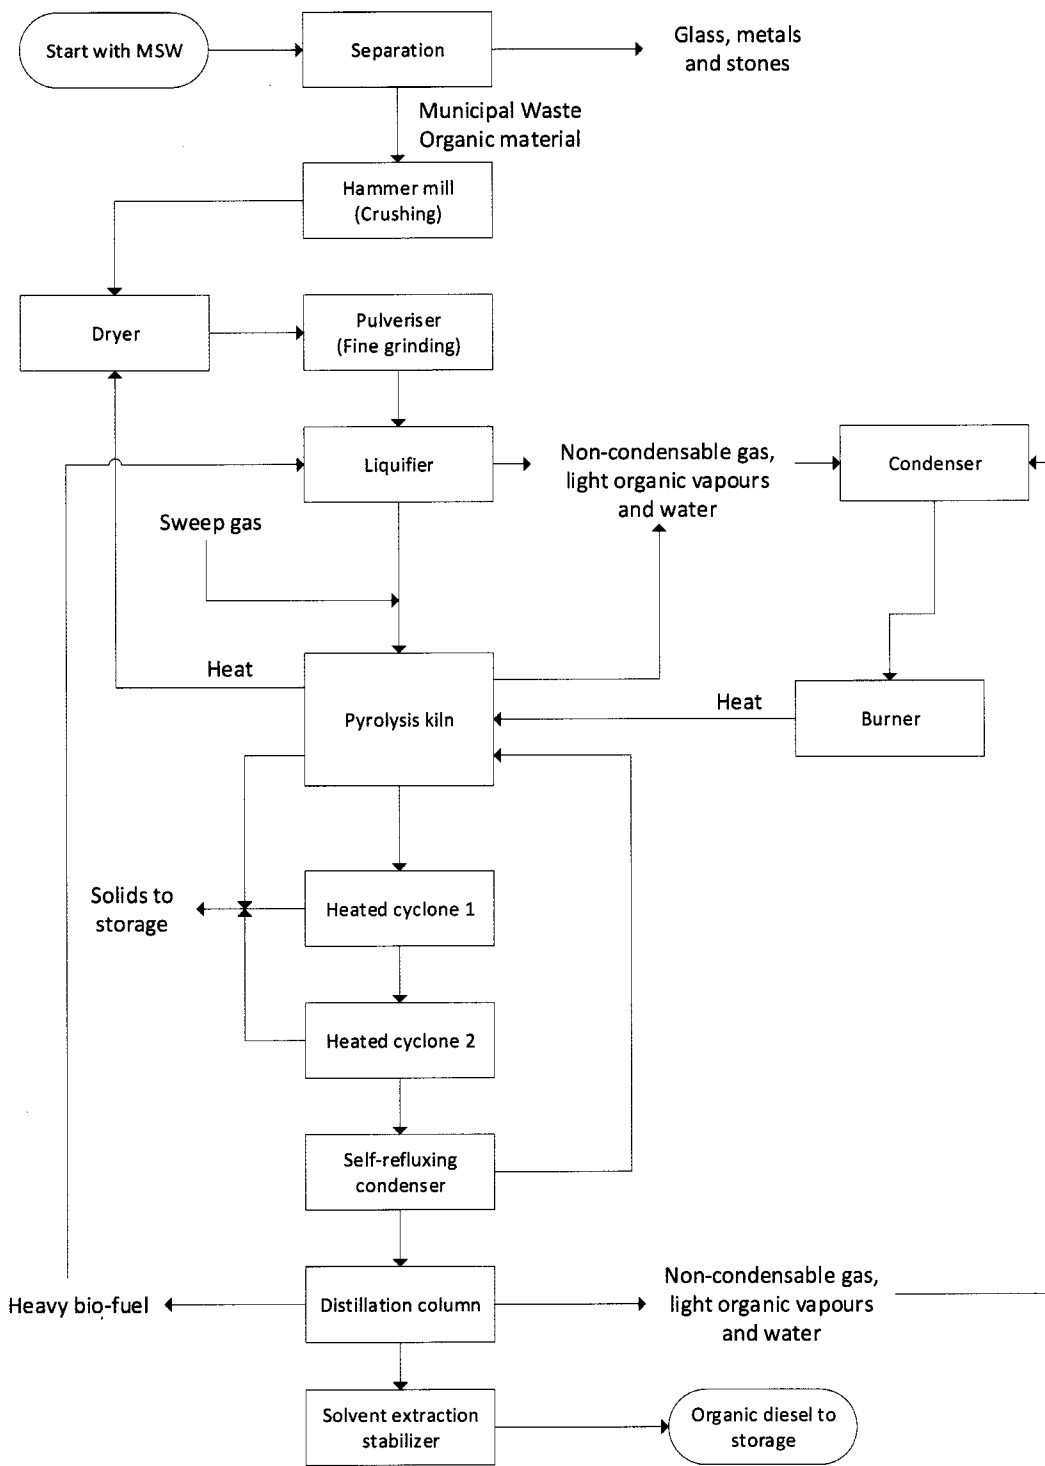 Start with MSW
Separation
Glass, metals
and stones
Municipal Waste
Organic material
Hammer mill
(Crushing)
Dryer
Pulveriser
(Fine grinding)
Liquifier
Non-condensable gas,
light organic vapours
and water
Condenser
Sweep gas
Heat
Pyrolysis kiln
Heat
Burner
Solids to
storage
Heated cyclone 1
Heated cyclone 2
Self-refluxing
condenser
Heavy bio-fuel
Distillation column
Non-condensable gas,
light organic vapours
and water
Solvent extraction
stabilizer
Organic diesel to
storage